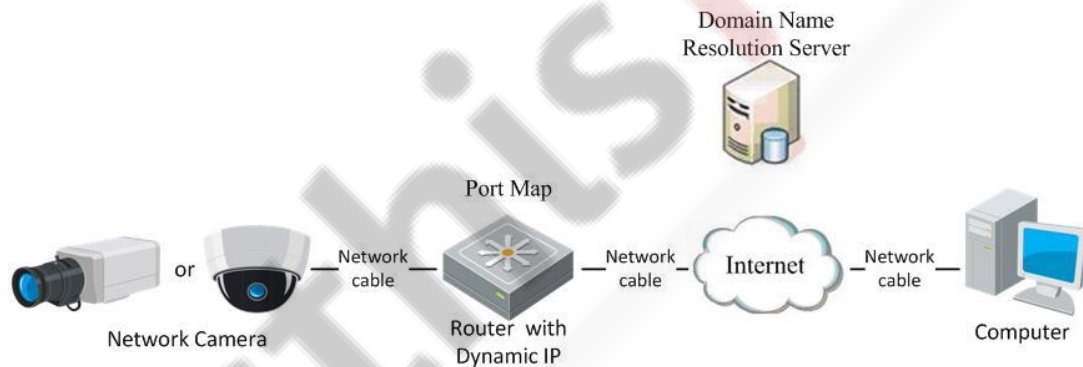 Domain Name
Resolution Server
Port Map
or
Network
cable
Network
cable
Internet
Network
cable
Network Camera
Router with
Dynamic IP
Computer
this